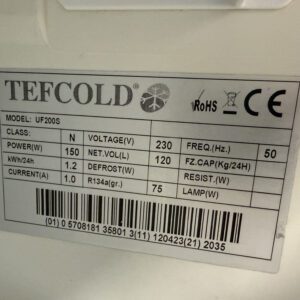 TEFCOLD RoHS CE
MODEL: UF200S
CLASS: N VOLTAGE(V) 230 FREQ.(Hz.) 50
POWER(W) 150 NET.VOL(L) 120 FZ.CAP(Kg/24H)
kWh/24h 1.2 DEFROST(W) RESIST.(W)
CURRENT(A) 1.0 R134a(gr.) 75 LAMP(W)
(01) 0 5708181 35801 3(11) 120423(21) 2035